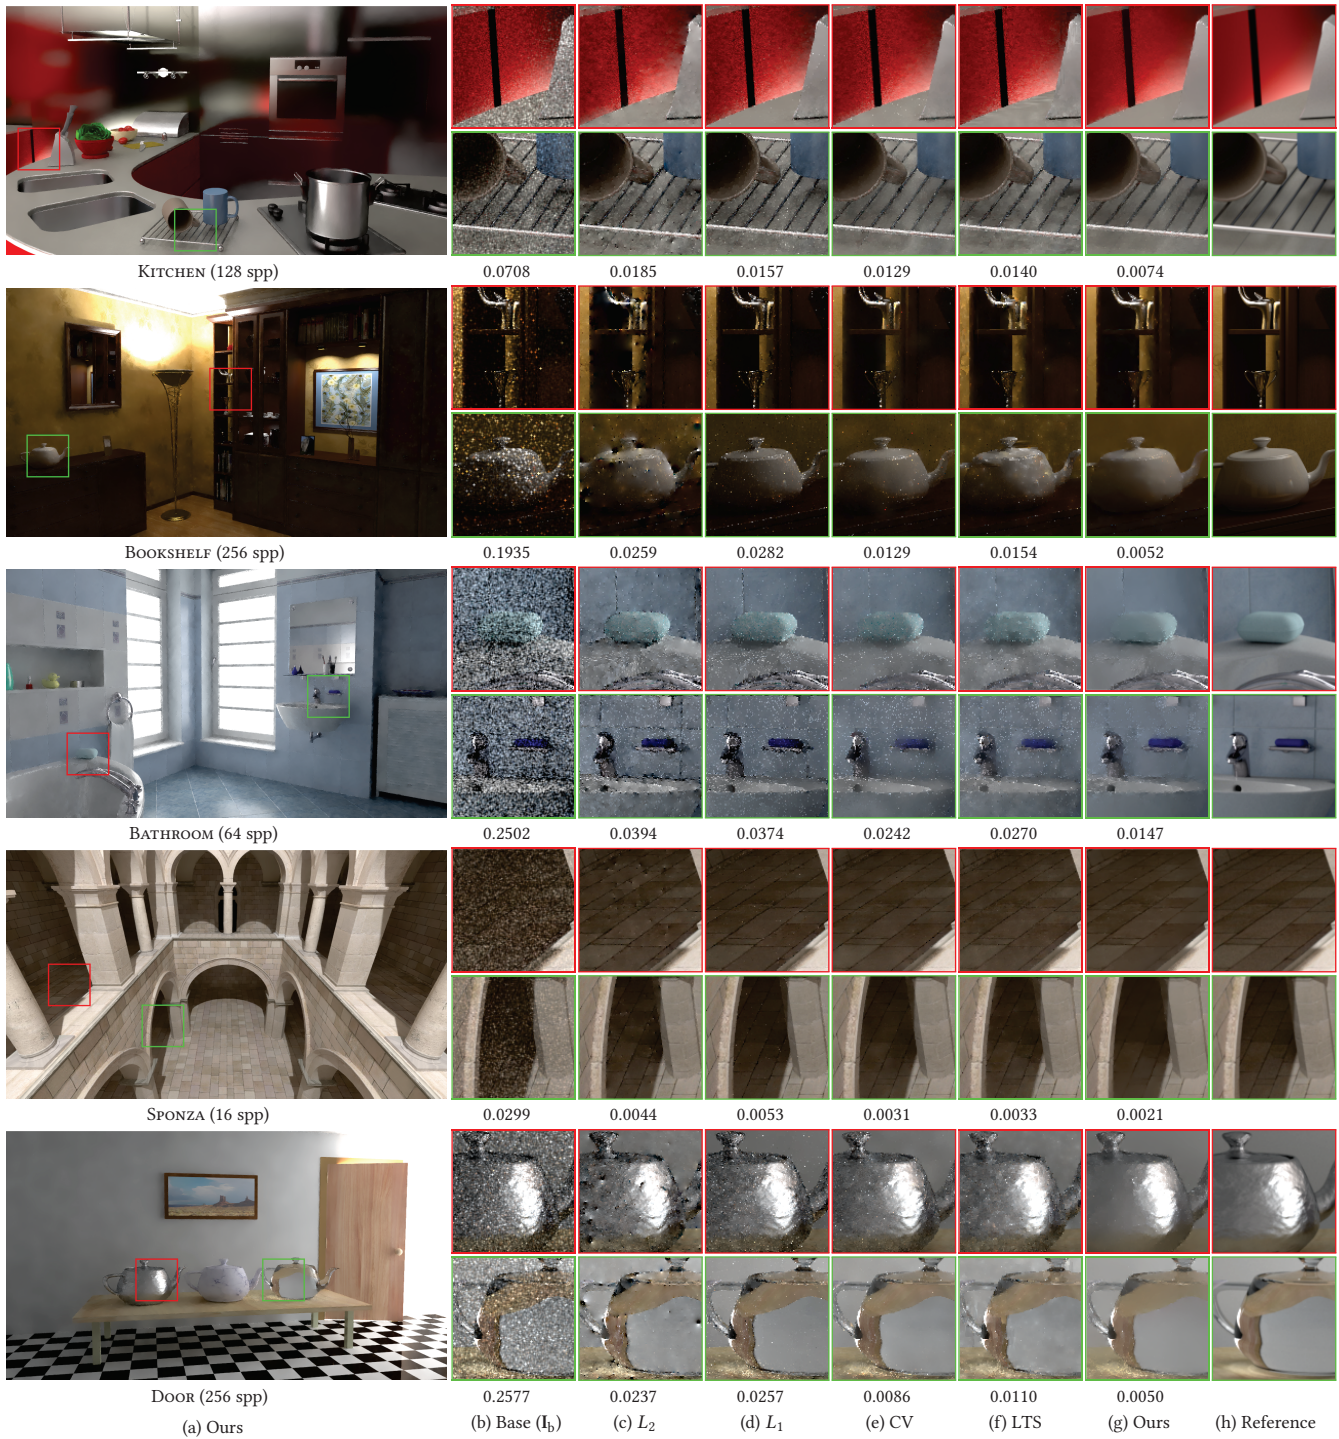 KITCHEN (128 spp)
0.0708 0.0185 0.0157 0.0129 0.0140 0.0074
BOOKSHELF (256 spp)
0.1935 0.0259 0.0282 0.0129 0.0154 0.0052
BATHROOM (64 spp)
0.2502 0.0394 0.0374 0.0242 0.0270 0.0147
SPONZA (16 spp)
0.0299 0.0044 0.0053 0.0031 0.0033 0.0021
DOOR (256 spp)
0.2577 0.0237 0.0257 0.0086 0.0110 0.0050
(a) Ours
(b) Base (I_b) (c) L_2 (d) L_1 (e) CV (f) LTS (g) Ours (h) Reference